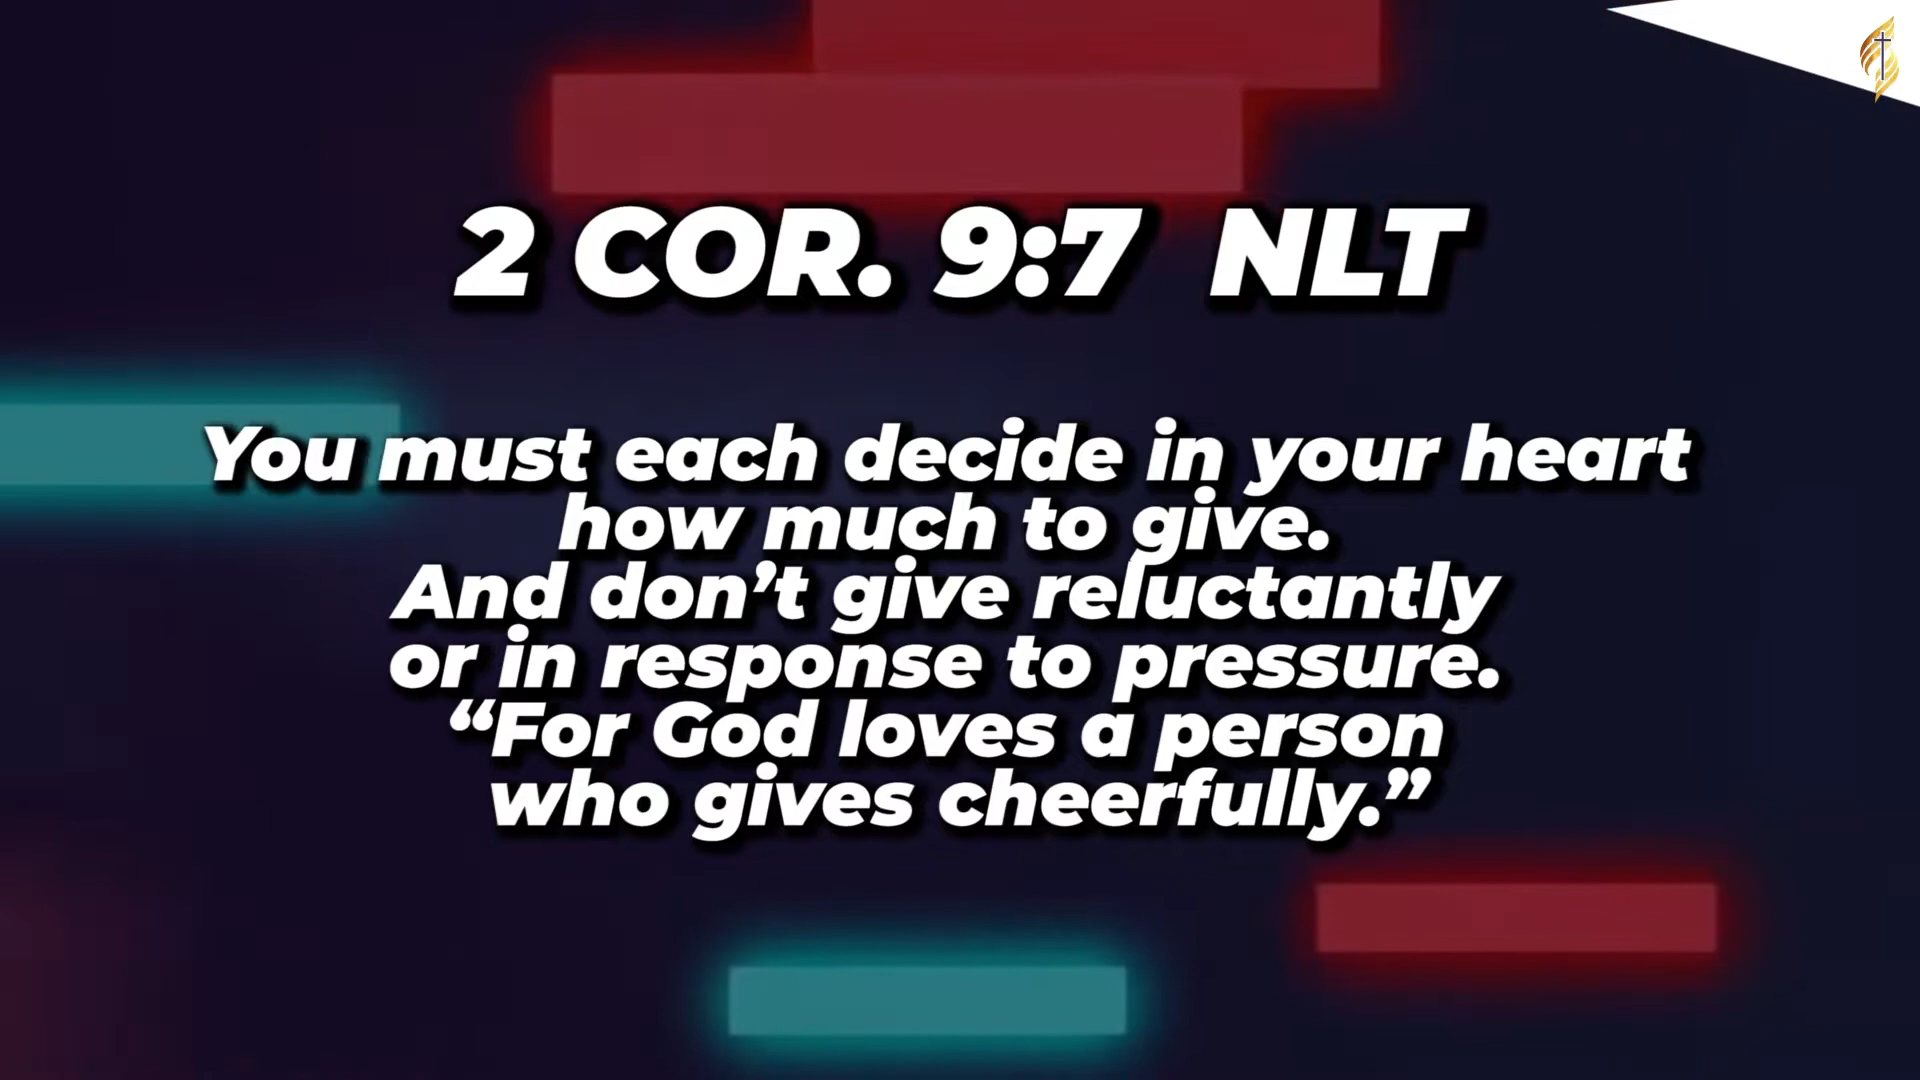 2 COR. 9:7 NLT
You must each decide in your heart
how much to give.
And don’t give reluctantly
or in response to pressure.
“For God loves a person
who gives cheerfully.”